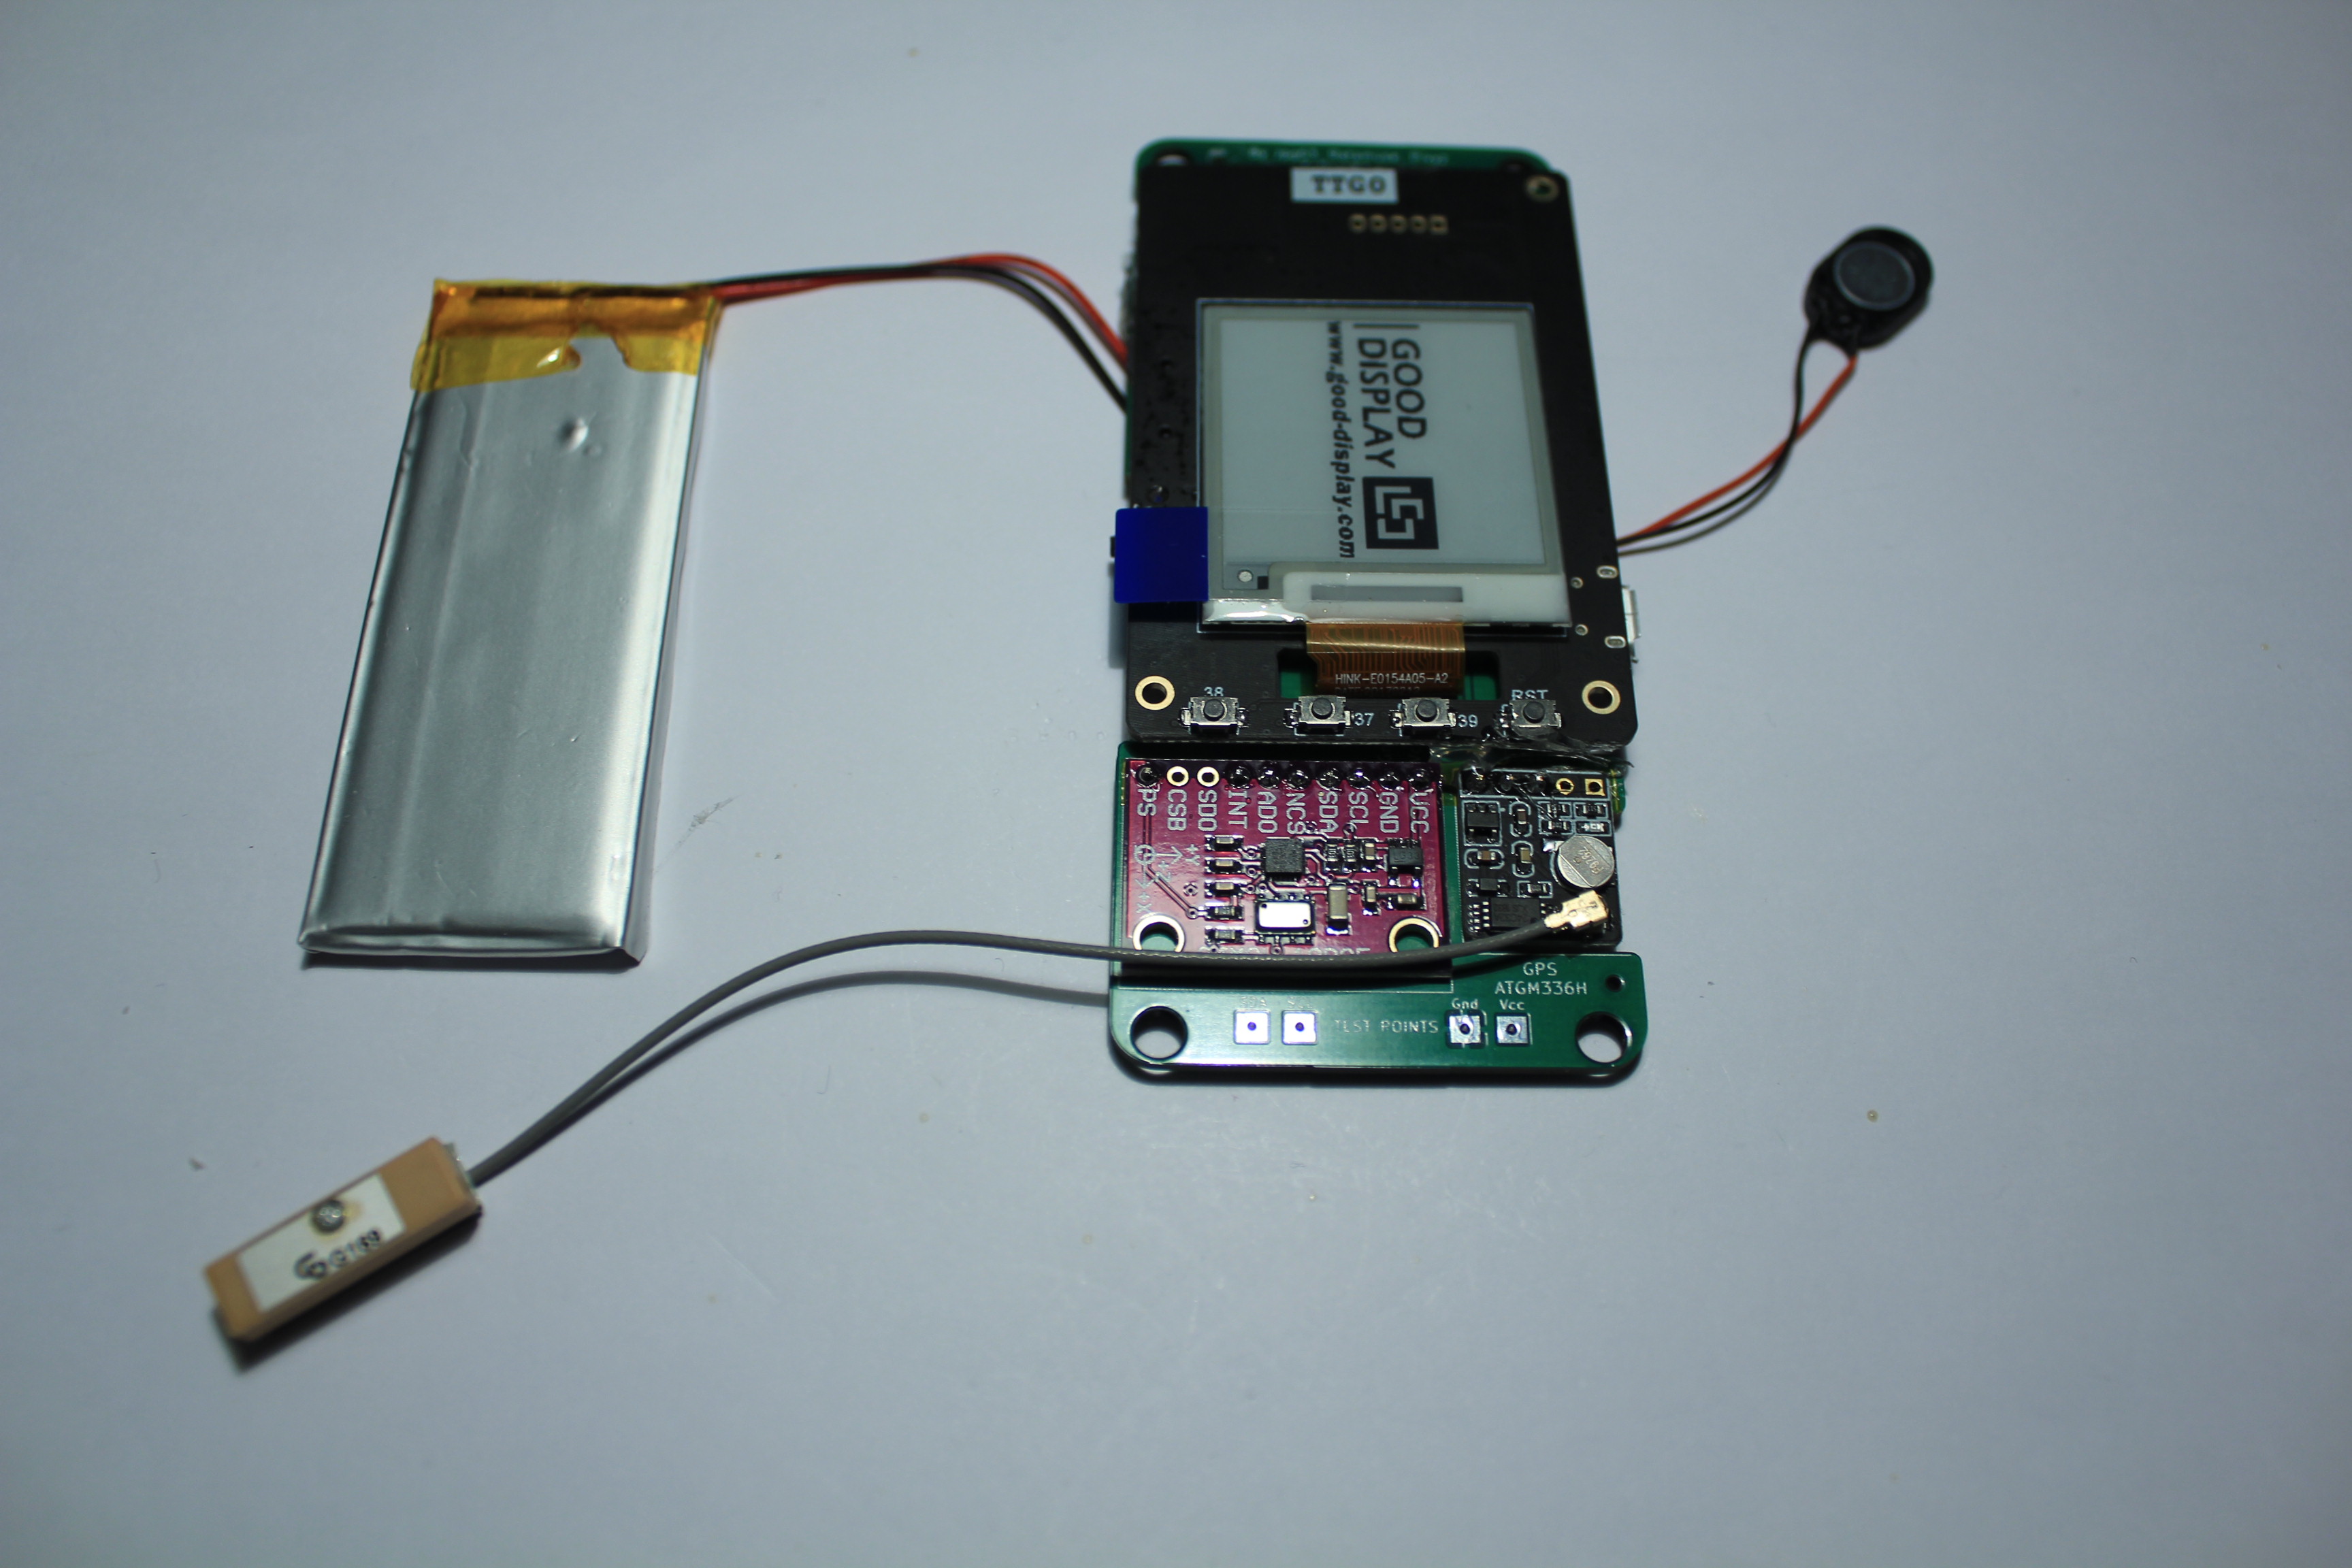 TTGO
GOOD
DISPLAY
www.good-display.com
HINK-E0154A05-A2
38
37
39
RST
PS
CSB
SDO
INT
ADO
NCS
SDA
SCL
GND
VCC
+Y
+Z
+X
GPS
ATGM336H
TEST POINTS
Gnd
Vcc
G169